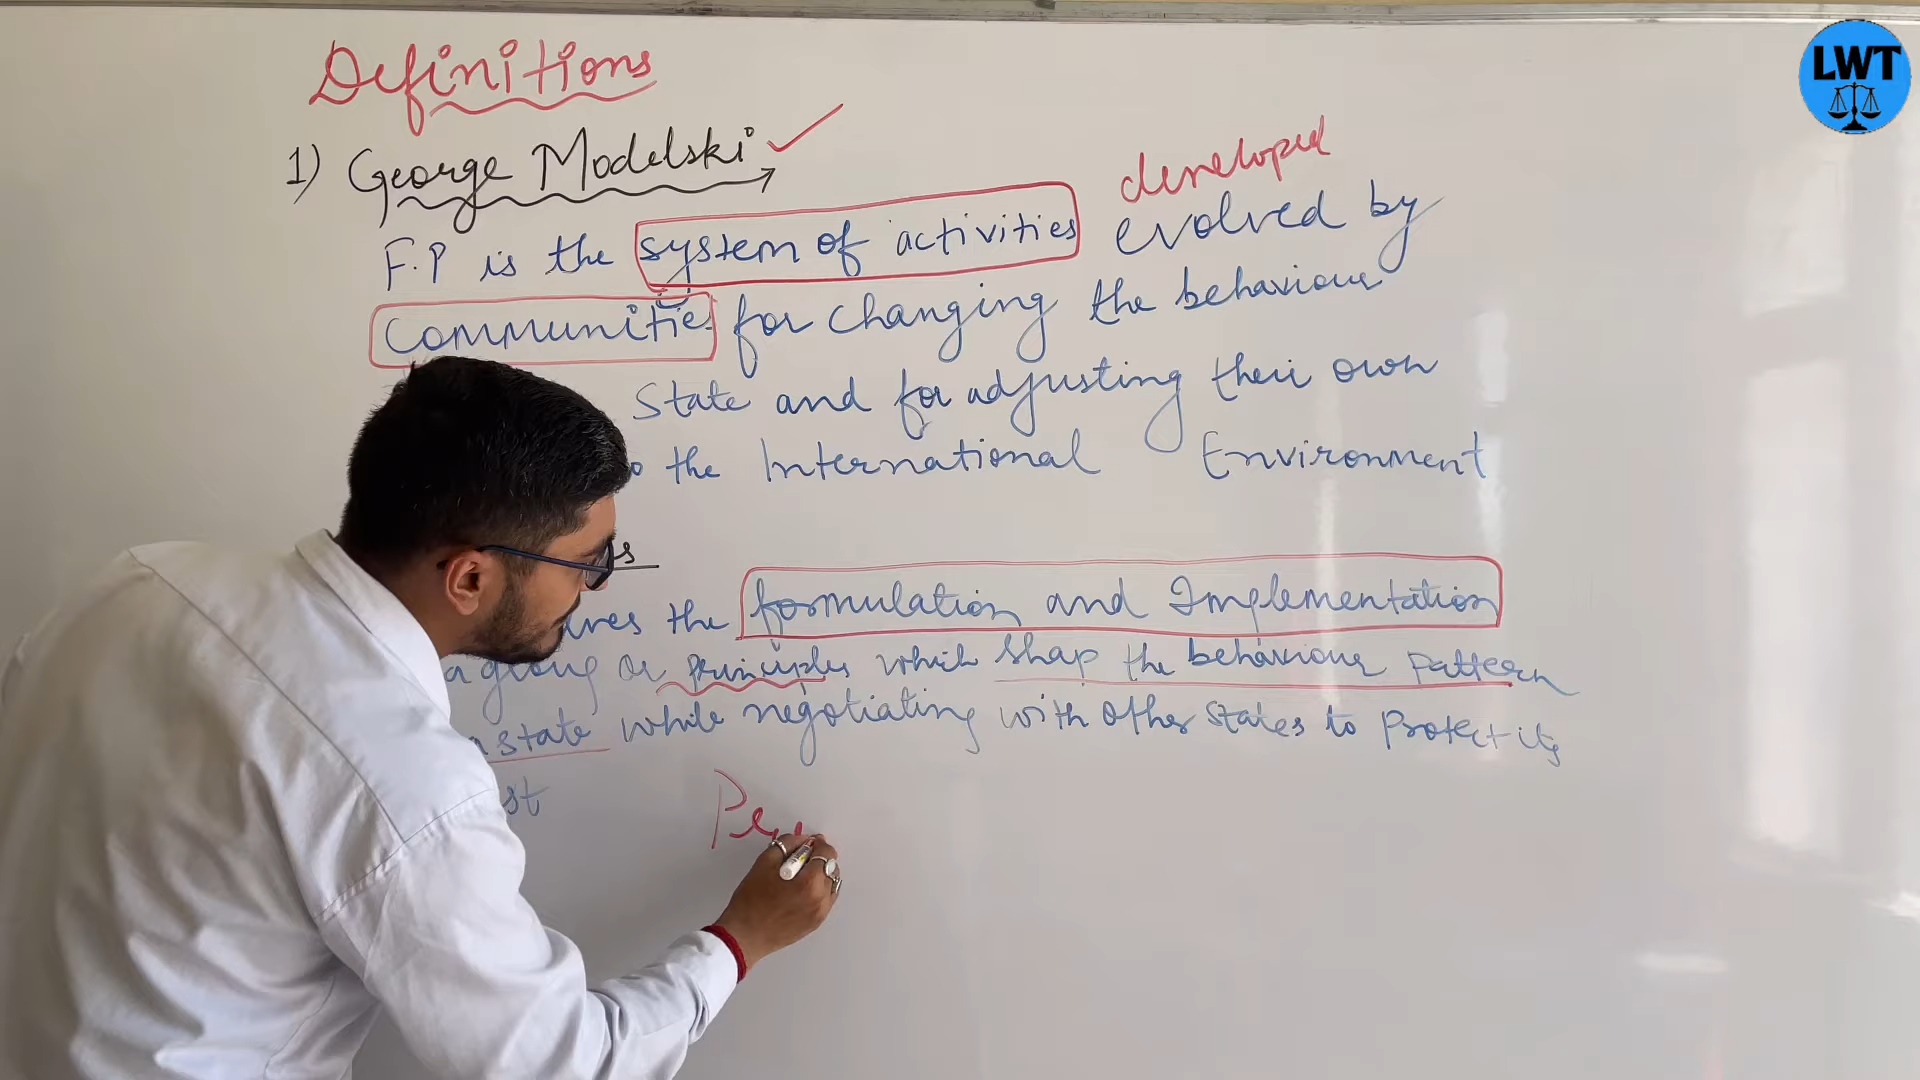 Definitions
LWT
1) George Modelski
developed
F.P is the system of activities evolved by
Communities for changing the behaviour
State and for adjusting their own
the International Environment
the formulation and Implementation
a group or principles which shap the behaviour pattern
state while negotiating with other states to protect its